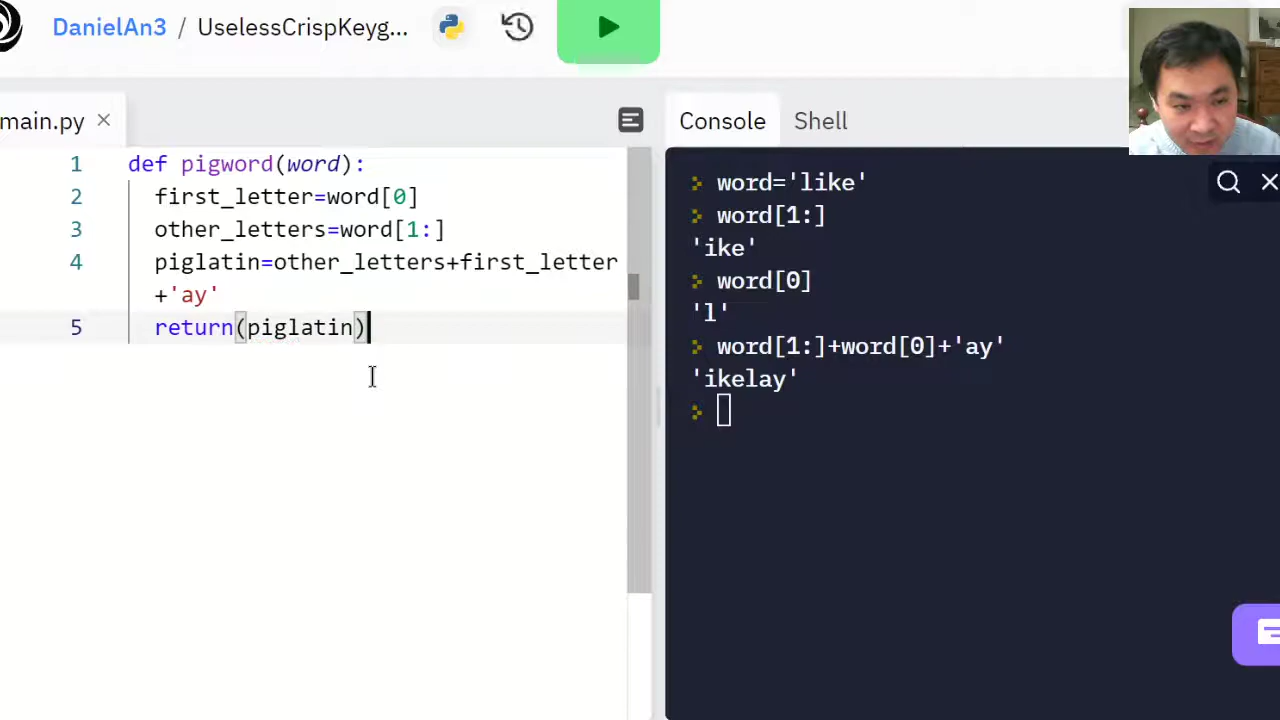 DanielAn3 / UselessCrispKeyg...
main.py
Console Shell
1 def pigword(word):
2 first_letter=word[0]
3 other_letters=word[1:]
4 piglatin=other_letters+first_letter
+'ay'
5 return(piglatin)
> word='like'
> word[1:]
'ike'
> word[0]
'l'
> word[1:]+word[0]+'ay'
'ikelay'
>